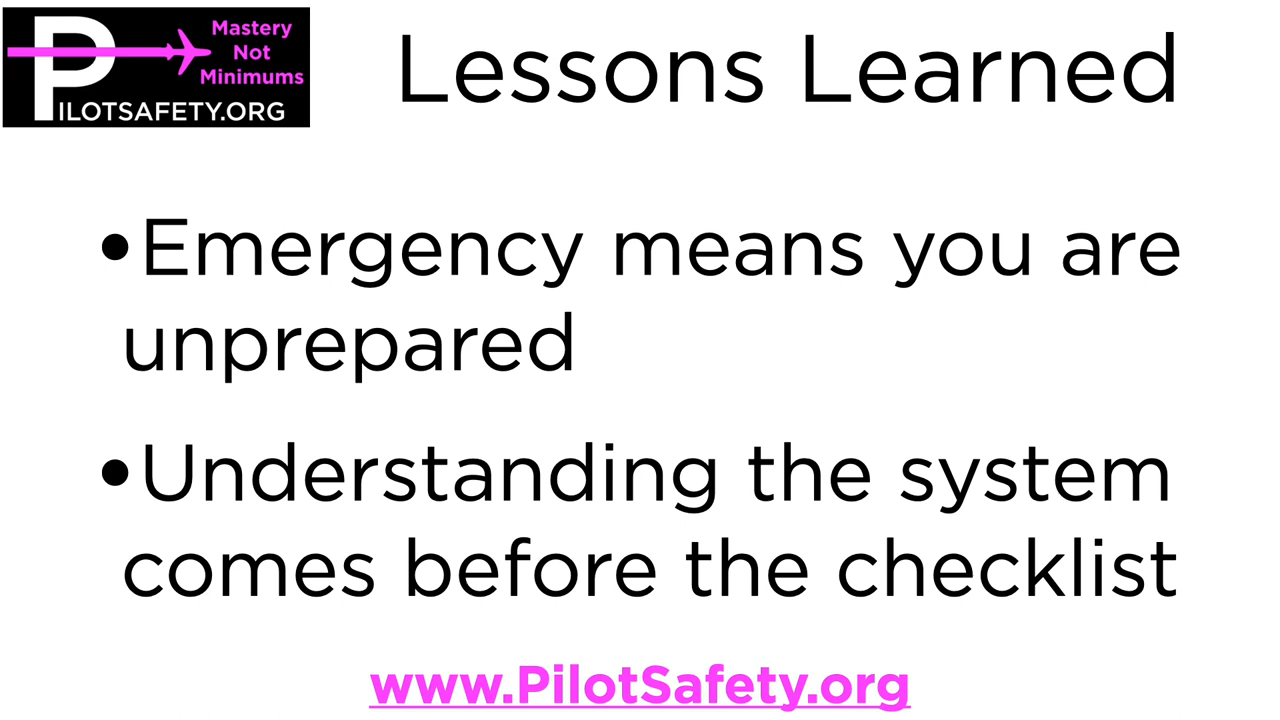 Mastery
Not
Minimums
PILOTSAFETY.ORG
Lessons Learned
•Emergency means you are
unprepared
•Understanding the system
comes before the checklist
www.PilotSafety.org